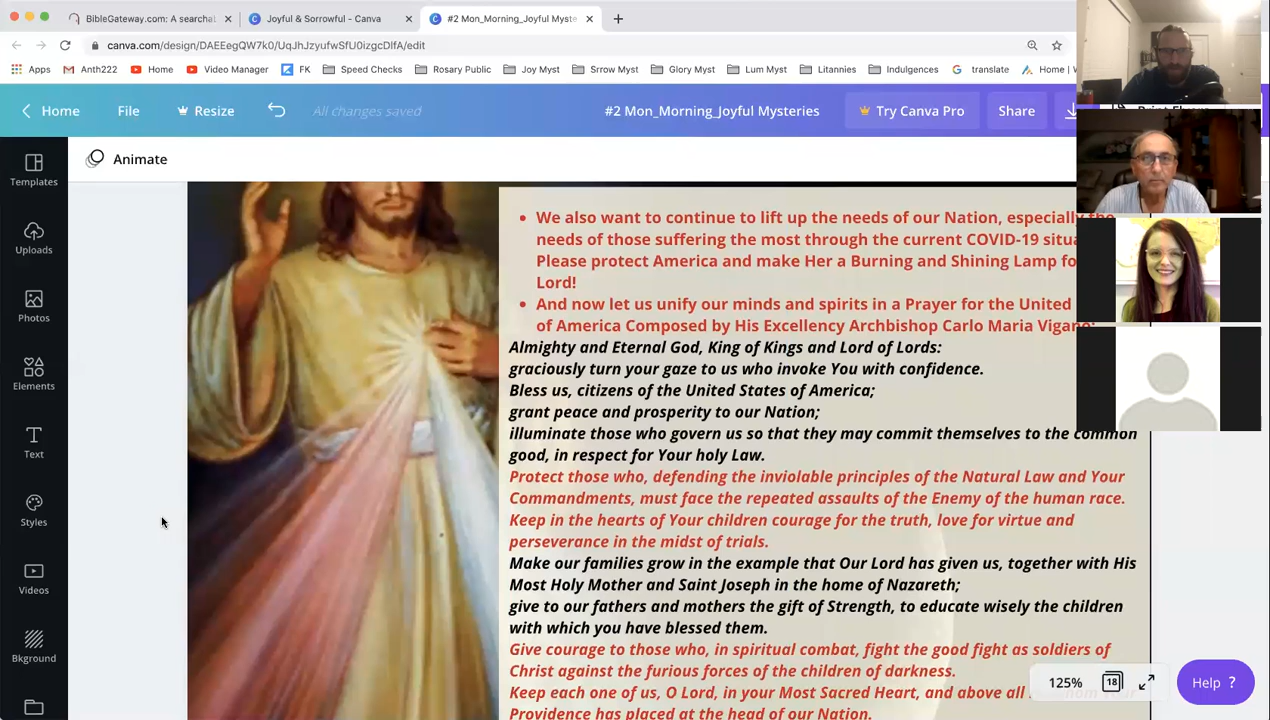 BibleGateway.com: A searchab
Joyful & Sorrowful - Canva
#2 Mon_Morning_Joyful Myste
canva.com/design/DAEEegQW7k0/UqJhJzyufwSfU0izgcDlfA/edit
Apps
Anth222
Home
Video Manager
FK
Speed Checks
Rosary Public
Joy Myst
Srrow Myst
Glory Myst
Lum Myst
Litannies
Indulgences
translate
Home |
Home
File
Resize
All changes saved
#2 Mon_Morning_Joyful Mysteries
Try Canva Pro
Share
Animate
Templates
Uploads
Photos
Elements
Text
Styles
Videos
Bkground
• We also want to continue to lift up the needs of our Nation, especially the
needs of those suffering the most through the current COVID-19 situa
Please protect America and make Her a Burning and Shining Lamp fo
Lord!
• And now let us unify our minds and spirits in a Prayer for the United
of America Composed by His Excellency Archbishop Carlo Maria Vigano:
Almighty and Eternal God, King of Kings and Lord of Lords:
graciously turn your gaze to us who invoke You with confidence.
Bless us, citizens of the United States of America;
grant peace and prosperity to our Nation;
illuminate those who govern us so that they may commit themselves to the common
good, in respect for Your holy Law.
Protect those who, defending the inviolable principles of the Natural Law and Your
Commandments, must face the repeated assaults of the Enemy of the human race.
Keep in the hearts of Your children courage for the truth, love for virtue and
perseverance in the midst of trials.
Make our families grow in the example that Our Lord has given us, together with His
Most Holy Mother and Saint Joseph in the home of Nazareth;
give to our fathers and mothers the gift of Strength, to educate wisely the children
with which you have blessed them.
Give courage to those who, in spiritual combat, fight the good fight as soldiers of
Christ against the furious forces of the children of darkness.
Keep each one of us, O Lord, in your Most Sacred Heart, and above all
Providence has placed at the head of our Nation.
125%
18
Help ?